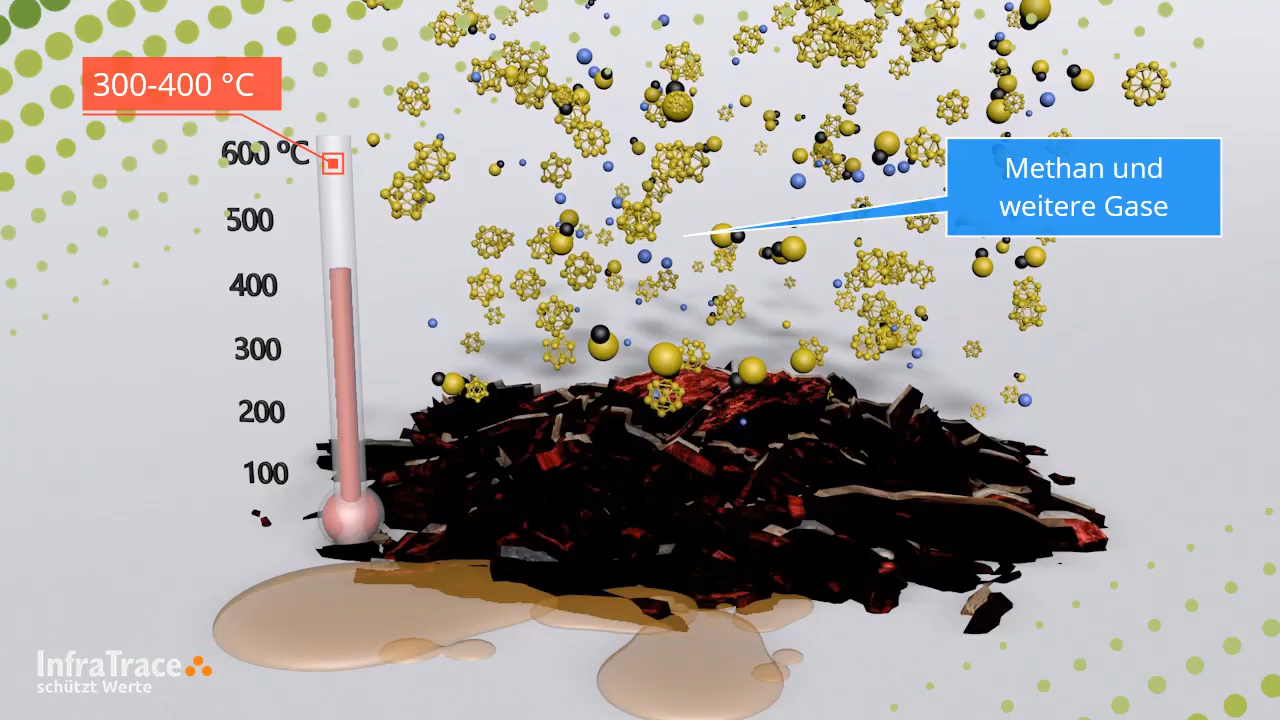 300-400 °C
600 °C
500
400
300
200
100
Methan und
weitere Gase
InfraTrace
schützt Werte